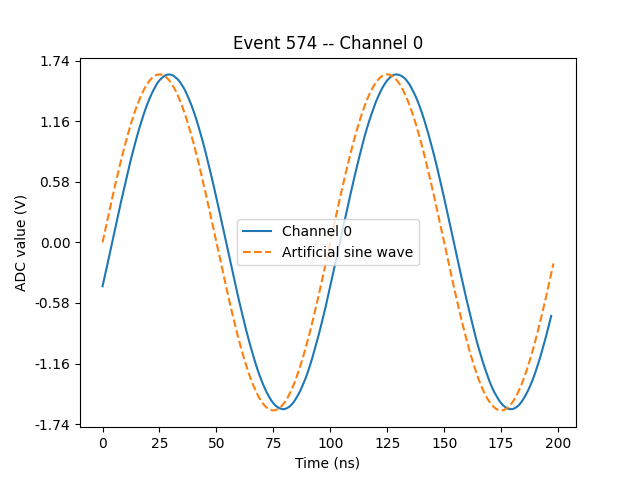 Event 574 -- Channel 0
1.74
1.16
0.58
0.00
-0.58
-1.16
-1.74
ADC value (V)
Channel 0
Artificial sine wave
0 25 50 75 100 125 150 175 200
Time (ns)